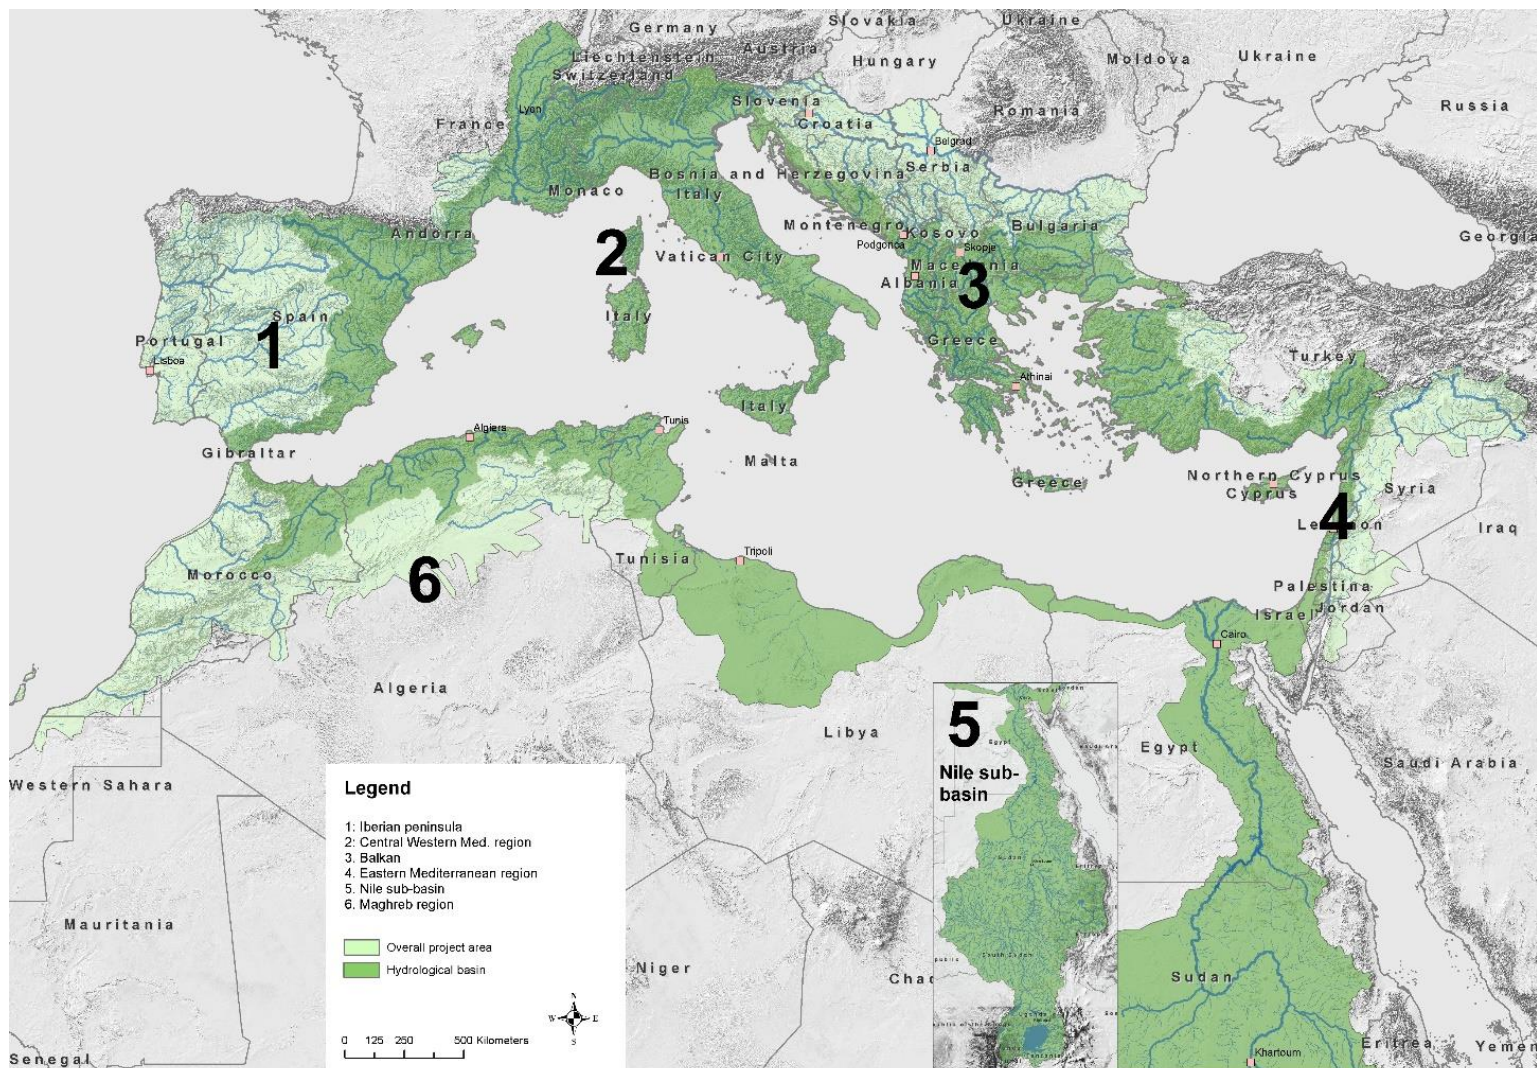 Slovakia
Ukraine
Germany
Austria
Moldova
Ukraine
Liechtenstein
Hungary
Switzerland
Slovenia
Romania
Russia
Lyon
France
Croatia
Belgrad
Serbia
Bosnia and Herzegovina
Monaco
Italy
Montenegro
Kosovo
Bulgaria
Andorra
Podgorica
Skopje
Georgia
2
Vatican City
Macedonia
Albania
3
Spain
Italy
Portugal
1
Greece
Turkey
Lisboa
Athinai
Italy
Algiers
Tunis
Gibraltar
Malta
Northern Cyprus
Greece
Cyprus
Syria
Lebanon
4
Iraq
Tripoli
Tunisia
Morocco
6
Palestina
Israel
Jordan
Cairo
Algeria
Libya
5
Egypt
Nile sub-
basin
Saudi Arabia
Western Sahara
Legend
1: Iberian peninsula
2: Central Western Med. region
3: Balkan
4. Eastern Mediterranean region
5: Nile sub-basin
6: Maghreb region
Overall project area
Hydrological basin
Mauritania
Niger
Chad
South Sudan
Sudan
N
W
E
S
0 125 250 500 Kilometers
Senegal
Khartoum
Eritrea
Yemen